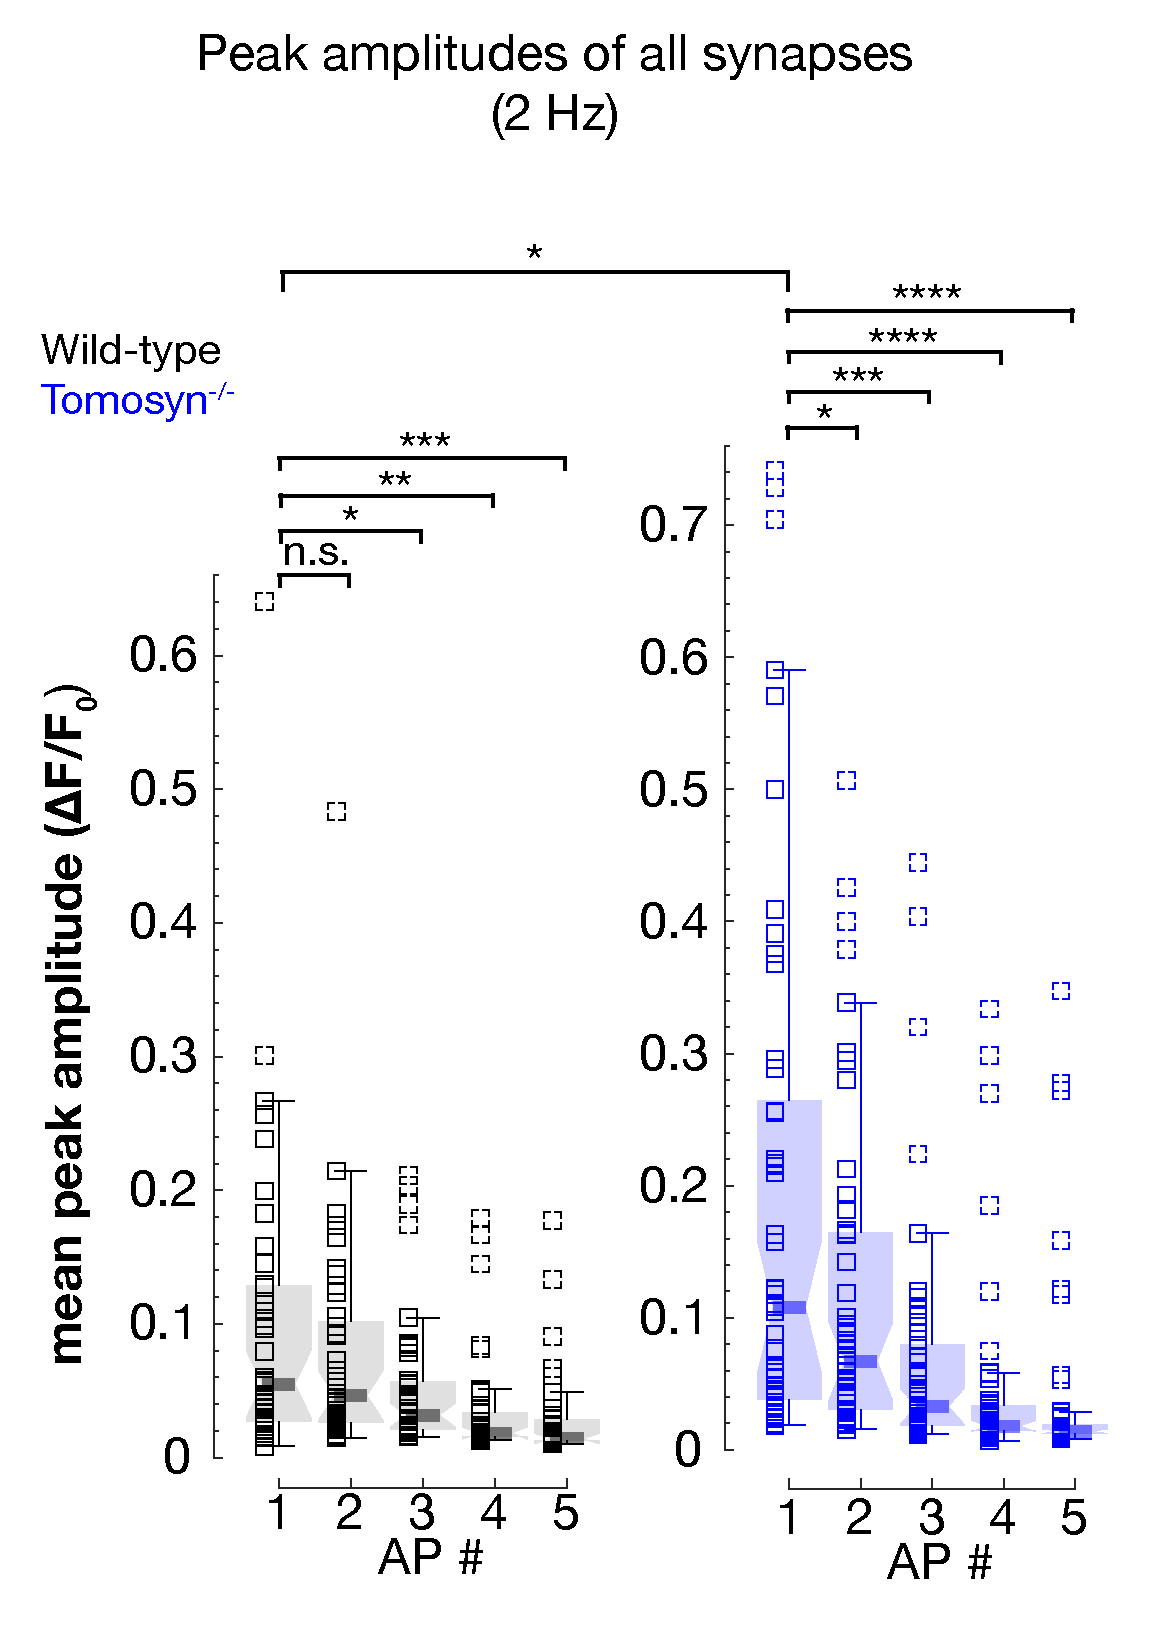 Peak amplitudes of all synapses
(2 Hz)
*
****
****
***
*
Wild-type
Tomosyn-/-
***
**
*
n.s.
mean peak amplitude (ΔF/F0)
0.6
0.5
0.4
0.3
0.2
0.1
0
1 2 3 4 5
AP #
0.7
0.6
0.5
0.4
0.3
0.2
0.1
0
1 2 3 4 5
AP #